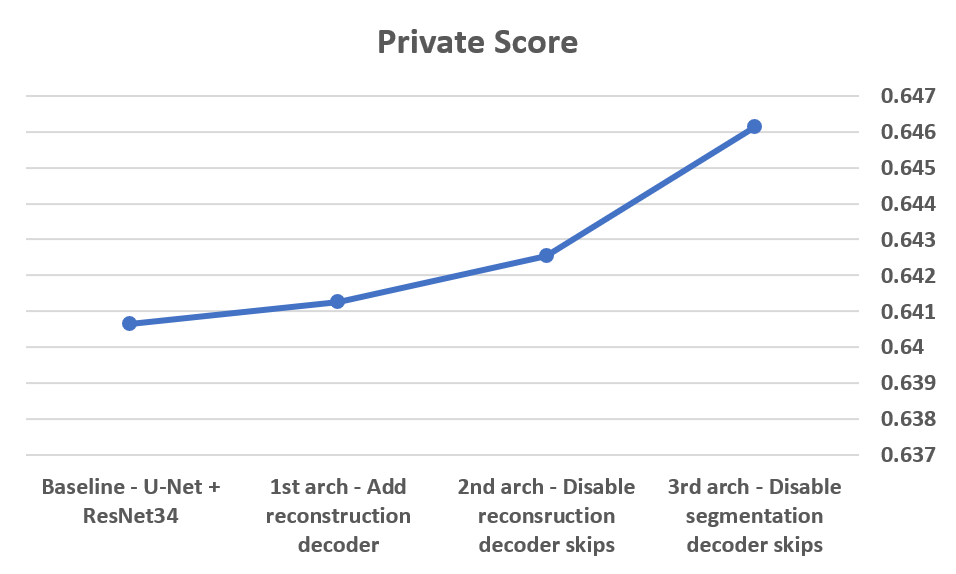 Private Score
0.647
0.646
0.645
0.644
0.643
0.642
0.641
0.64
0.639
0.638
0.637
Baseline - U-Net +
ResNet34
1st arch - Add
reconstruction
decoder
2nd arch - Disable
reconsruction
decoder skips
3rd arch - Disable
segmentation
decoder skips